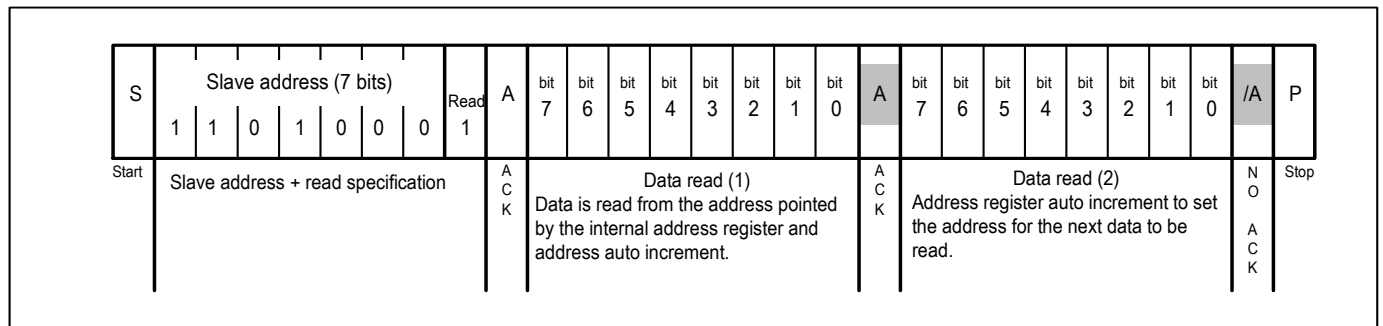 S
Slave address (7 bits)
1 1 0 1 0 0 0
Read
1
A
bit 7
bit 6
bit 5
bit 4
bit 3
bit 2
bit 1
bit 0
A
bit 7
bit 6
bit 5
bit 4
bit 3
bit 2
bit 1
bit 0
/A
P
Start
Slave address + read specification
A
C
K
Data read (1)
Data is read from the address pointed
by the internal address register and
address auto increment.
A
C
K
Data read (2)
Address register auto increment to set
the address for the next data to be
read.
N
O
A
C
K
Stop